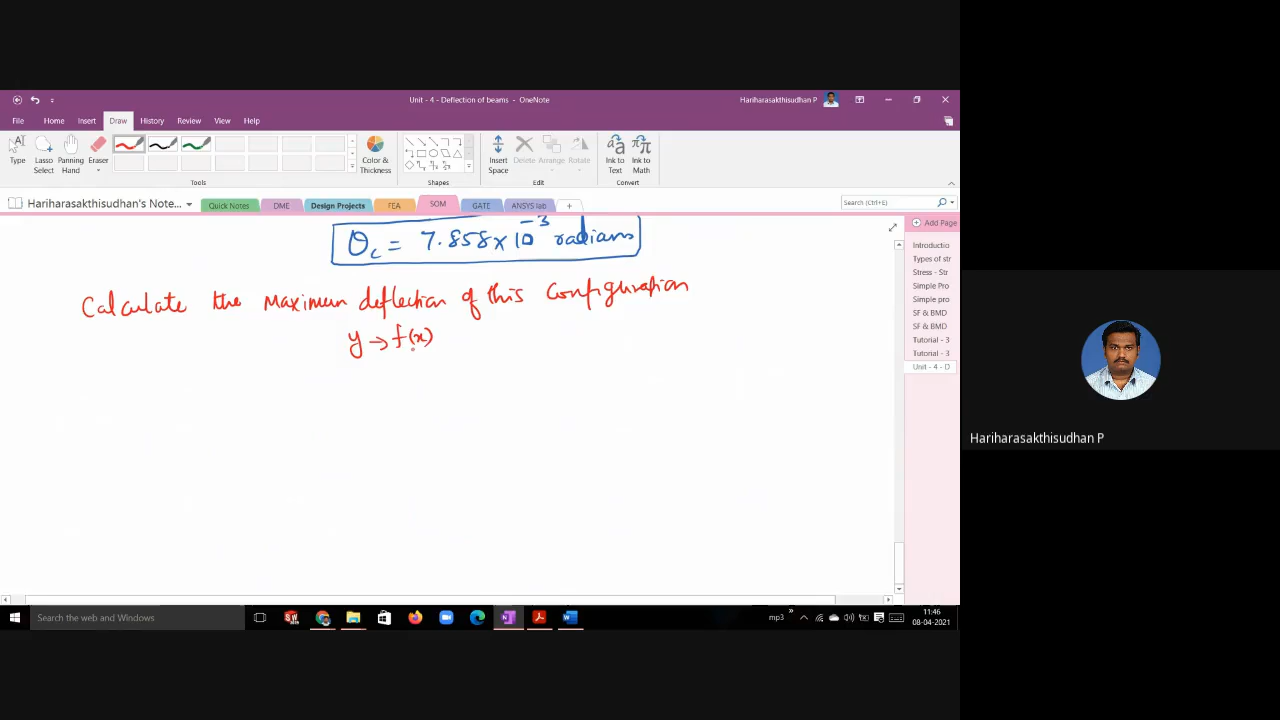 Unit - 4 - Deflection of beams - OneNote
Hariharasakthisudhan P
File Home Insert Draw History Review View Help
Type Lasso Select Panning Hand Eraser Color & Thickness Insert Space Delete Arrange Rotate Ink to Text Ink to Math
Tools Shapes Edit Convert
Hariharasakthisudhan's Note... Quick Notes DME Design Projects FEA SOM GATE ANSYS lab + Search (Ctrl+E)
Add Page
θc = 7.858 x 10⁻³ radians
Introductio
Types of str
Stress - Str
Simple Pro
Simple pro
SF & BMD
SF & BMD
Tutorial - 3
Tutorial - 3
Unit - 4 - D
Calculate the Maximum deflection of this Configuration
y → f(x)
Hariharasakthisudhan P
Search the web and Windows
mp3
11:46
08-04-2021